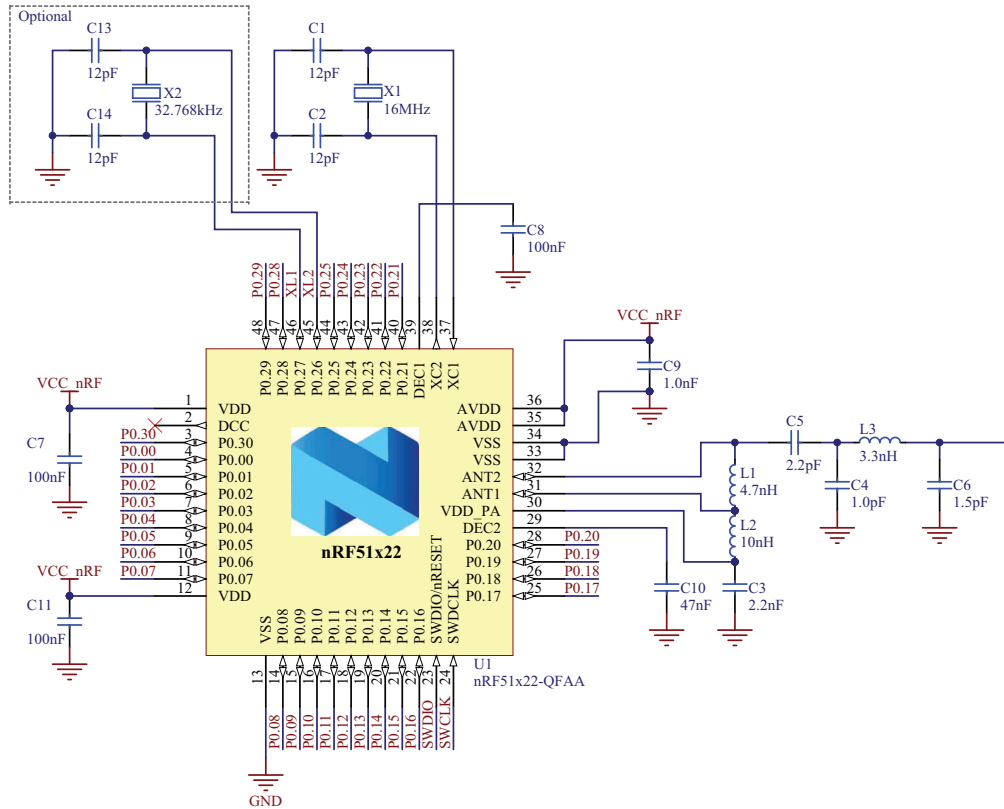 Optional
C13
12pF
X2
32.768kHz
C14
12pF
C1
12pF
X1
16MHz
C2
12pF
C8
100nF
P0.29
P0.28
XL1
XL2
P0.25
P0.24
P0.23
P0.22
P0.21
48
47
46
45
44
43
42
41
40
39
38
37
P0.29
P0.28
P0.27
P0.26
P0.25
P0.24
P0.23
P0.22
P0.21
DEC1
XC2
XC1
VCC_nRF
C7
100nF
P0.30
P0.00
P0.01
P0.02
P0.03
P0.04
P0.05
P0.06
P0.07
VCC_nRF
C11
100nF
1
2
3
4
5
6
7
8
9
10
11
12
VDD
DCC
P0.30
P0.00
P0.01
P0.02
P0.03
P0.04
P0.05
P0.06
P0.07
VDD
nRF51x22
AVDD
AVDD
VSS
VSS
ANT2
ANT1
VDD_PA
DEC2
P0.20
P0.19
P0.18
P0.17
36
35
34
33
32
31
30
29
28
27
26
25
P0.20
P0.19
P0.18
P0.17
VCC_nRF
C9
1.0nF
C5
2.2pF
L3
3.3nH
L1
4.7nH
C4
1.0pF
C6
1.5pF
L2
10nH
C10
47nF
C3
2.2nF
VSS
P0.08
P0.09
P0.10
P0.11
P0.12
P0.13
P0.14
P0.15
P0.16
SWDIO/nRESET
SWDCLK
13
14
15
16
17
18
19
20
21
22
23
24
U1
nRF51x22-QFAA
P0.08
P0.09
P0.10
P0.11
P0.12
P0.13
P0.14
P0.15
P0.16
SWDIO
SWCLK
GND